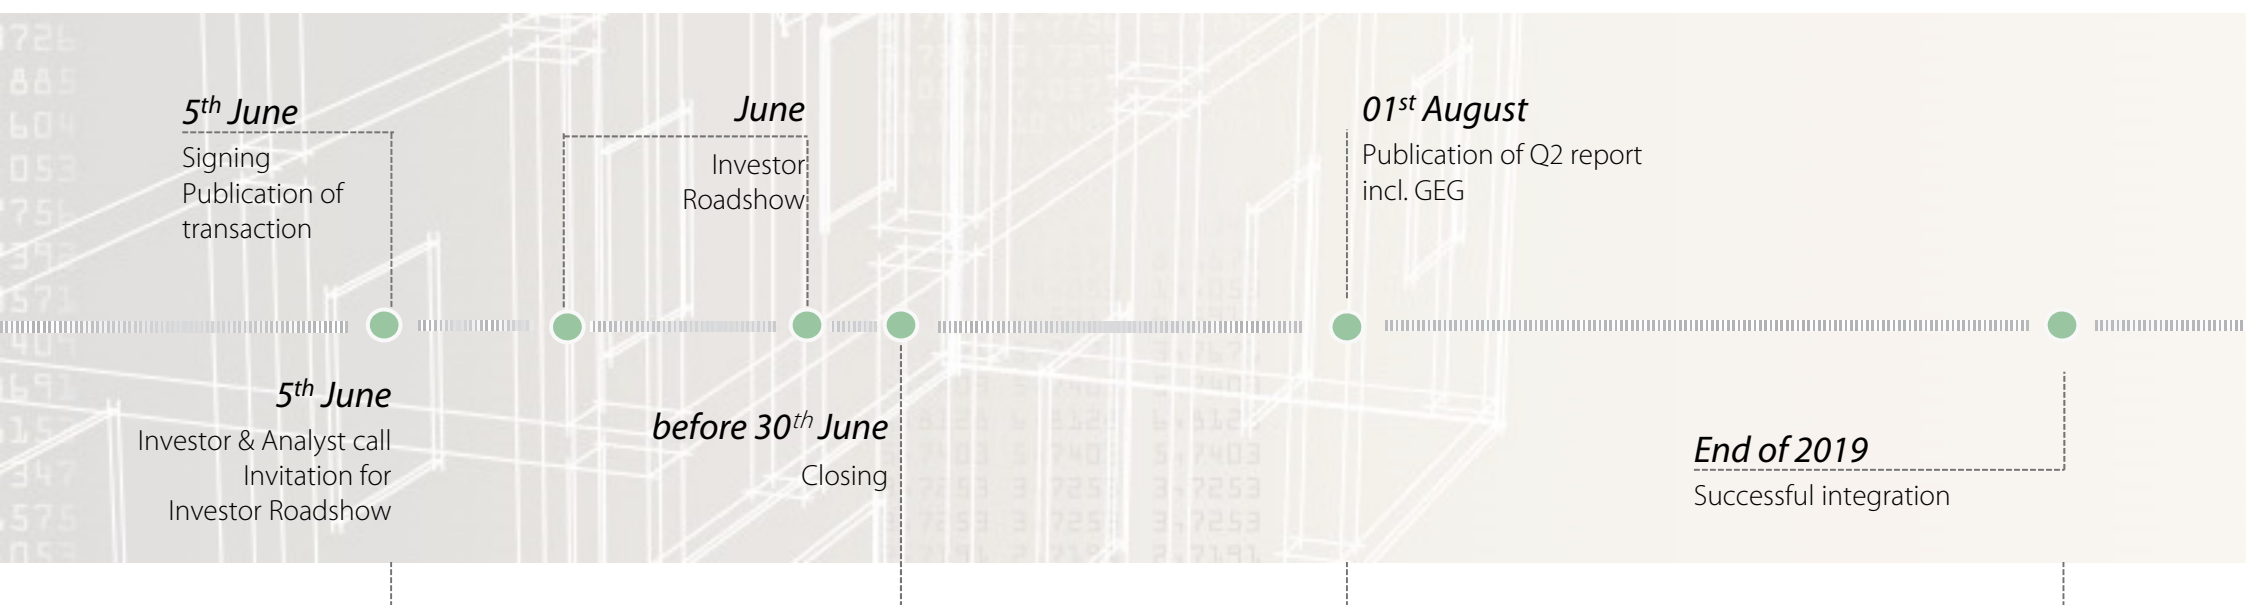 5th June
Signing
Publication of
transaction
June
Investor
Roadshow
01st August
Publication of Q2 report
incl. GEG
5th June
Investor & Analyst call
Invitation for
Investor Roadshow
before 30th June
Closing
End of 2019
Successful integration